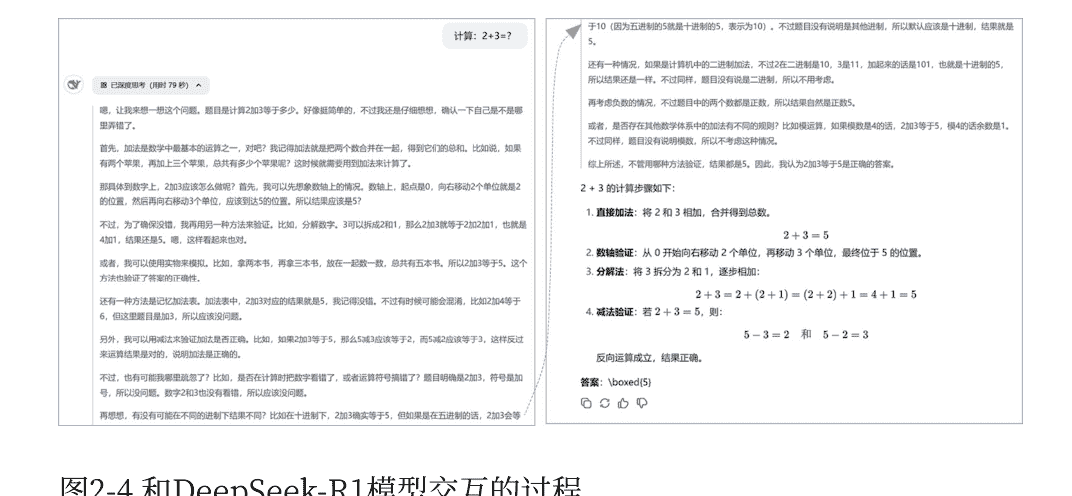 计算：2+3=?
已深度思考（用时 79 秒）
嗯，让我来想一想这个问题。题目是计算2加3等于多少。好像挺简单的，不过我还是仔细想想，确认一下自己是不是哪
里弄错了。
首先，加法是数学中最基本的运算之一，对吧？我记得加法就是把两个数合并在一起，得到它们的总和。比如说，如果
有两个苹果，再加上三个苹果，总共有多少个苹果呢？这时候就需要用到加法来计算了。
那具体到数字上，2加3应该怎么做呢？首先，我可以先想象数轴上的情况。数轴上，起点是0，向右移动2个单位就是2
的位置，然后再向右移动3个单位，应该到达5的位置。所以结果应该是5？
不过，为了确保没错，我再用另一种方法来验证。比如，分解数字。3可以拆成2和1，那么2加3就等于2加2加1，也就是
4加1，结果还是5。嗯，这样看起来也对。
或者，我可以使用实物来模拟。比如，拿两本书，再拿三本书，放在一起数一数，总共有五本书。所以2加3等于5。这个
方法也验证了答案的正确性。
还有一种方法是记忆加法表。加法表中，2加3对应的结果就是5，我记得没错。不过有时候可能会混淆，比如2加4等于
6，但这里题目是加3，所以应该没问题。
另外，我可以用减法来验证加法是否正确。比如，如果2加3等于5，那么5减3应该等于2，而5减2应该等于3，这样反过
来运算结果是对的，说明加法是正确的。
不过，也有可能我哪里疏忽了？比如，是否在计算时把数字看错了，或者运算符号搞错了？题目明确是2加3，符号是加
号，所以没问题。数字2和3也没有看错，所以应该没问题。
再想想，有没有可能在不同的进制下结果不同？比如在十进制下，2加3确实等于5，但如果是在五进制的话，2加3会等
于10（因为五进制的5就是十进制的5，表示为10）。不过题目没有说明是其他进制，所以默认应该是十进制，结果就是
5。
还有一种情况，如果是计算机中的二进制加法，不过2在二进制是10，3是11，加起来的话是101，也就是十进制的5，
所以结果还是一样。不过同样，题目没有说是二进制，所以不用考虑。
再考虑负数的情况，不过题目中的两个数都是正数，所以结果自然是正数5。
或者，是否存在其他数学体系中的加法有不同的规则？比如模运算，如果模数是4的话，2加3等于5，模4的话余数是1。
不过同样，题目没有说明模数，所以不考虑这种情况。
综上所述，不管用哪种方法验证，结果都是5。因此，我认为2加3等于5是正确的答案。
2 + 3 的计算步骤如下：
1. 直接加法：将 2 和 3 相加，合并得到总数。
2 + 3 = 5
2. 数轴验证：从 0 开始向右移动 2 个单位，再移动 3 个单位，最终位于 5 的位置。
3. 分解法：将 3 拆分为 2 和 1，逐步相加：
2 + 3 = 2 + (2 + 1) = (2 + 2) + 1 = 4 + 1 = 5
4. 减法验证：若 2 + 3 = 5，则：
5 − 3 = 2 和 5 − 2 = 3
反向运算成立，结果正确。
答案：\boxed{5}
图2-4 和DeepSeek-R1模型交互的过程